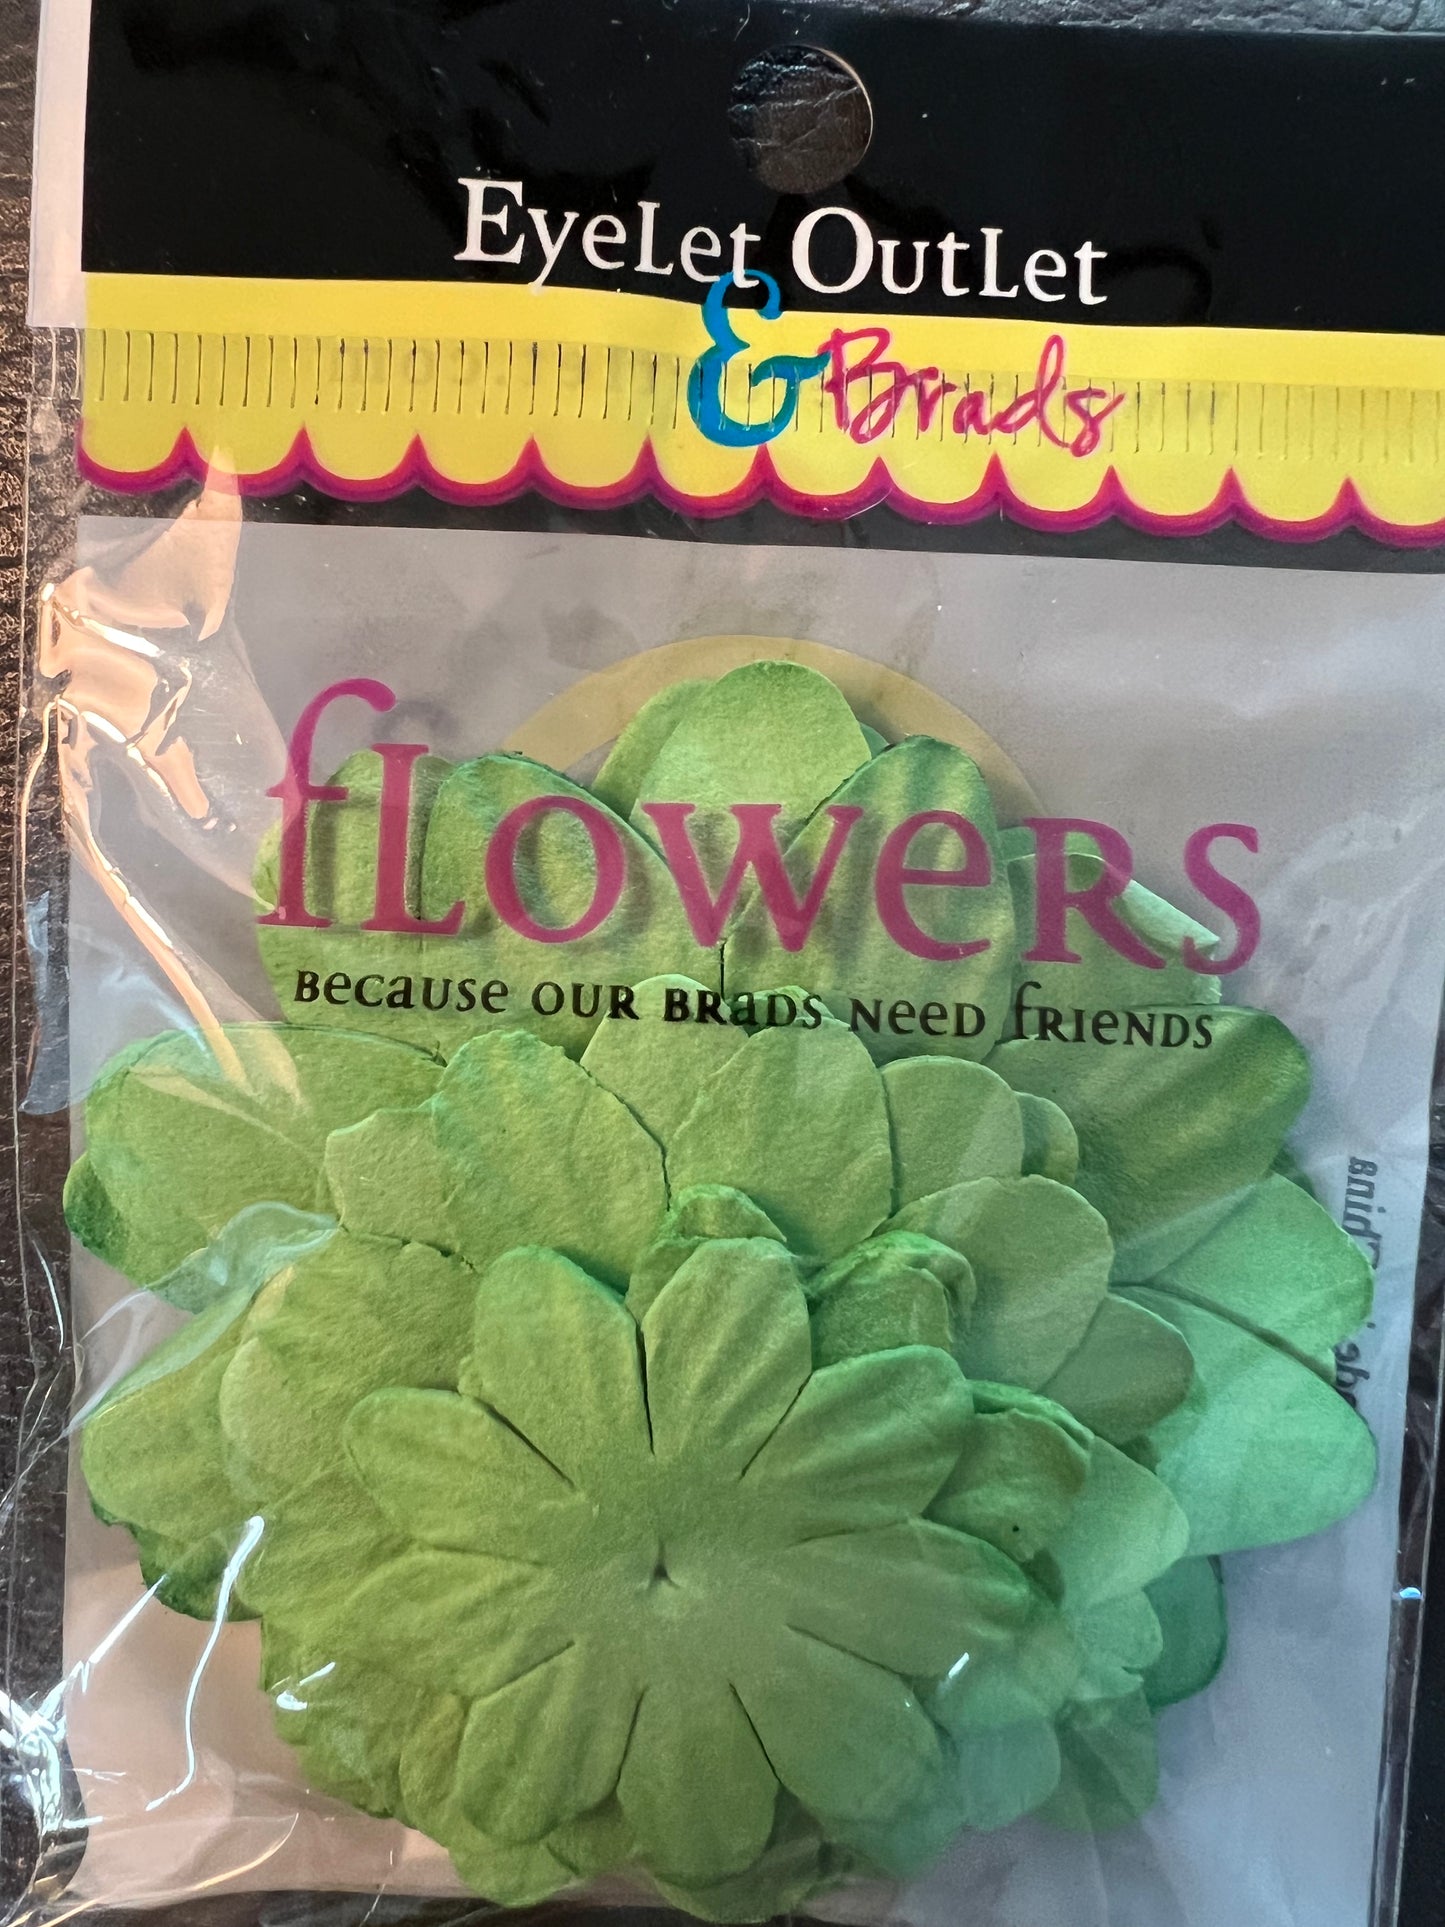 EyeLet OutLet
& Brads
fLOWeRS
Because our Brads Need friends